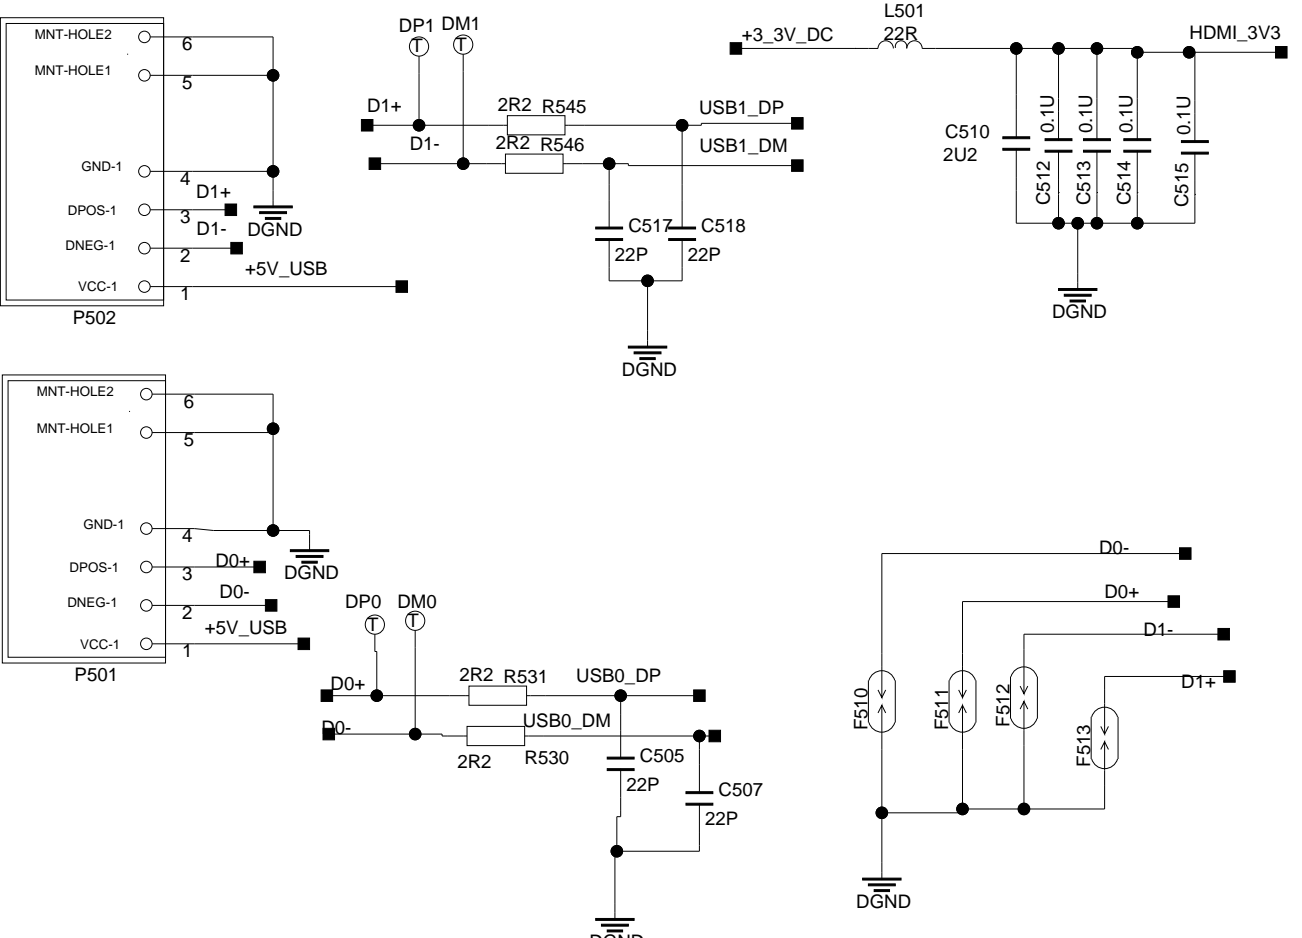 MNT-HOLE2
6
MNT-HOLE1
5
GND-1
4
D1+
DPOS-1
3
DGND
D1-
DNEG-1
2
+5V_USB
VCC-1
1
P502
DP1
DM1
T
T
D1+
2R2
R545
USB1_DP
D1-
2R2
R546
USB1_DM
C517
22P
C518
22P
DGND
+3_3V_DC
L501
22R
HDMI_3V3
C510
2U2
0.1U
C512
0.1U
C513
0.1U
C514
0.1U
C515
DGND
MNT-HOLE2
6
MNT-HOLE1
5
GND-1
4
DGND
DPOS-1
3
D0+
DNEG-1
2
D0-
+5V_USB
VCC-1
1
P501
DP0
DM0
T
T
D0+
2R2
R531
USB0_DP
D0-
USB0_DM
2R2
R530
C505
22P
C507
22P
DGND
D0-
D0+
D1-
D1+
F510
F511
F512
F513
DGND